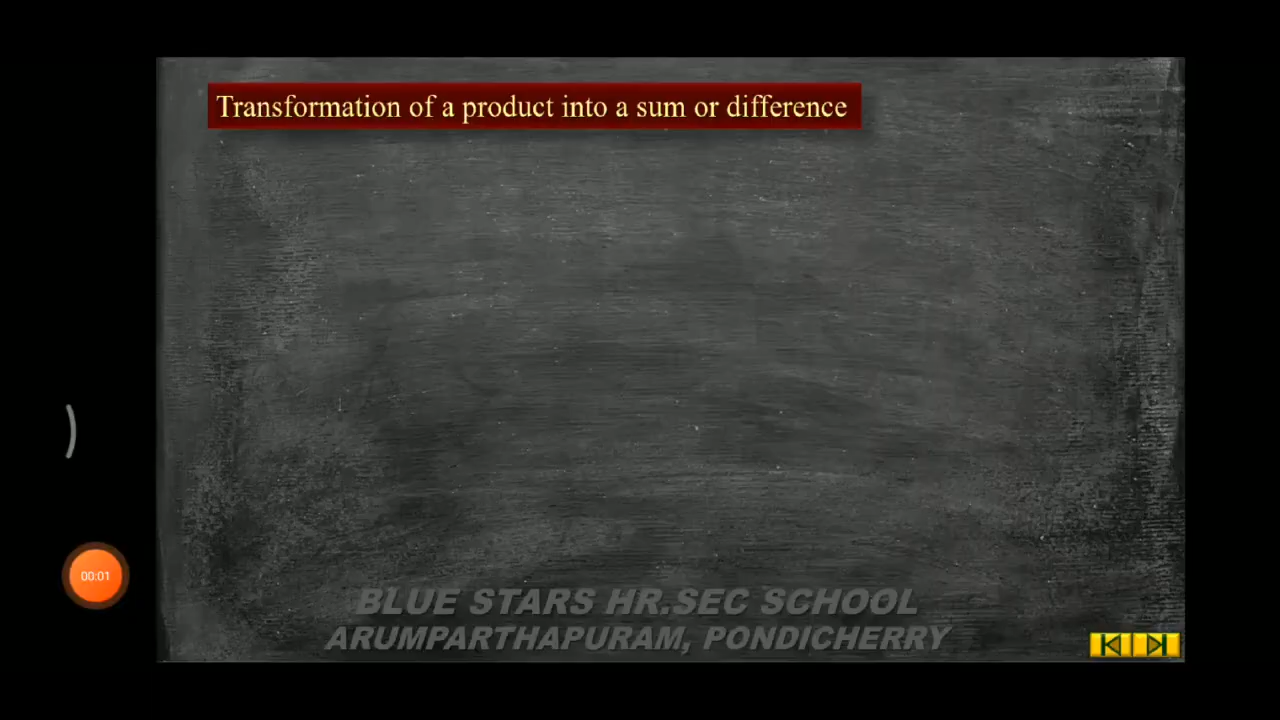 Transformation of a product into a sum or difference
00:01
BLUE STARS HR.SEC SCHOOL
ARUMPARTHAPURAM, PONDICHERRY